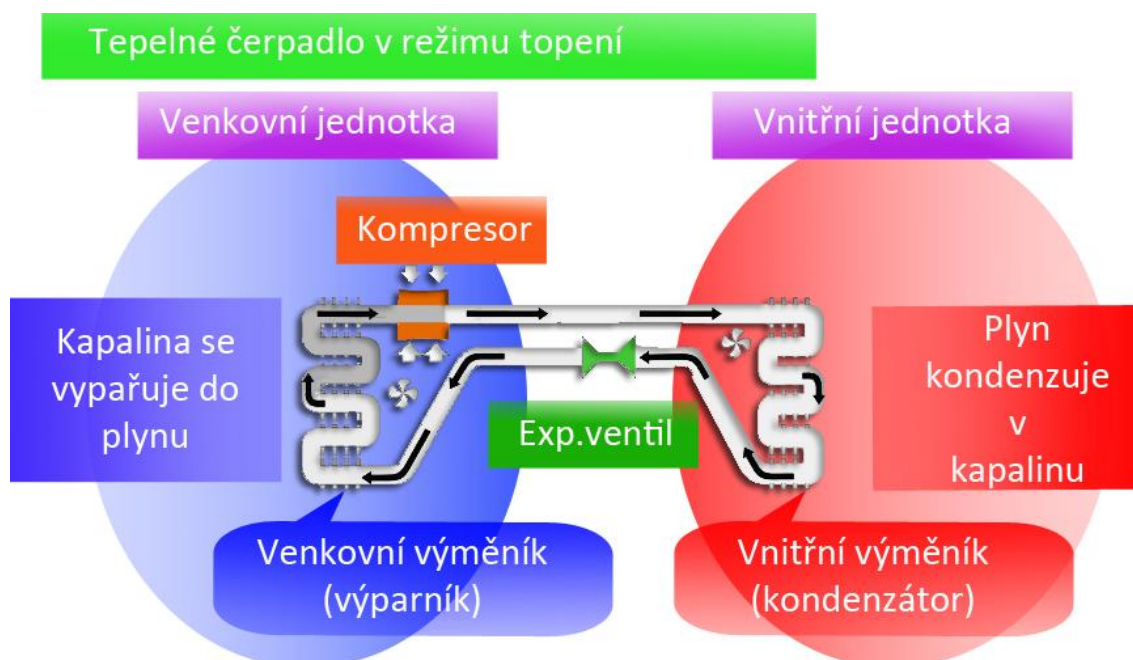 Tepelné čerpadlo v režimu topení
Venkovní jednotka
Vnitřní jednotka
Kompresor
Kapalina se
vypařuje do
plynu
Plyn
kondenzuje
v
kapalinu
Exp.ventil
Venkovní výměník
(výparník)
Vnitřní výměník
(kondenzátor)